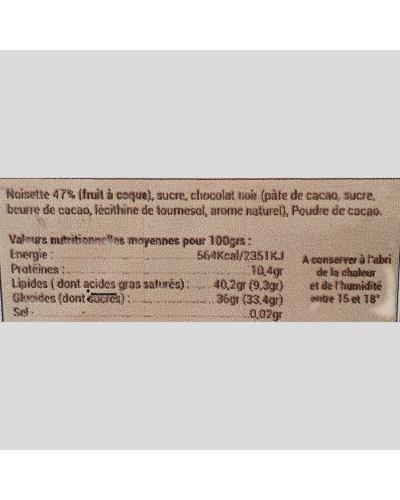 Noisette 47% (fruit à coque), sucre, chocolat noir (pâte de cacao, sucre,
beurre de cacao, lécithine de tournesol, arome naturel), Poudre de cacao.
Valeurs nutritionnelles moyennes pour 100grs :
Energie : 564Kcal/2351KJ
Protéines : 10,4gr
Lipides ( dont acides gras saturés) : 40,2gr (9,3gr)
Glucides (dont sucres) : 36gr (33,4gr)
Sel 0,02gr
A conserver à l'abri
de la chaleur
et de l'humidité
entre 15 et 18°